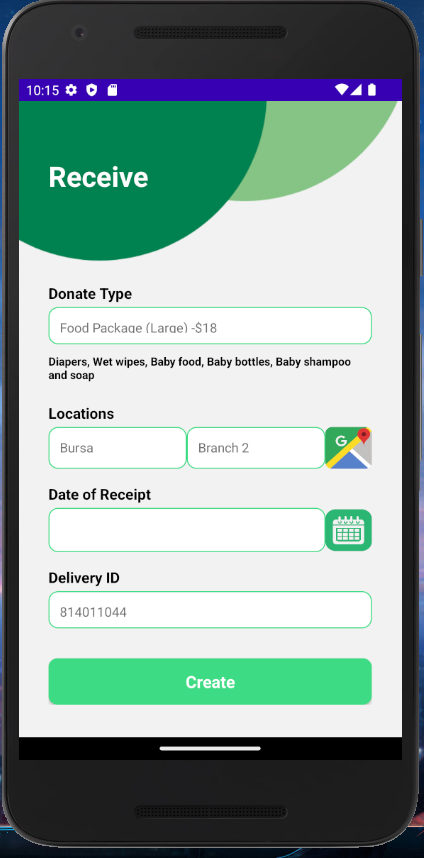 10:15
Receive
Donate Type
Food Package (Large) -$18
Diapers, Wet wipes, Baby food, Baby bottles, Baby shampoo
and soap
Locations
Bursa
Branch 2
G
Date of Receipt
Delivery ID
814011044
Create